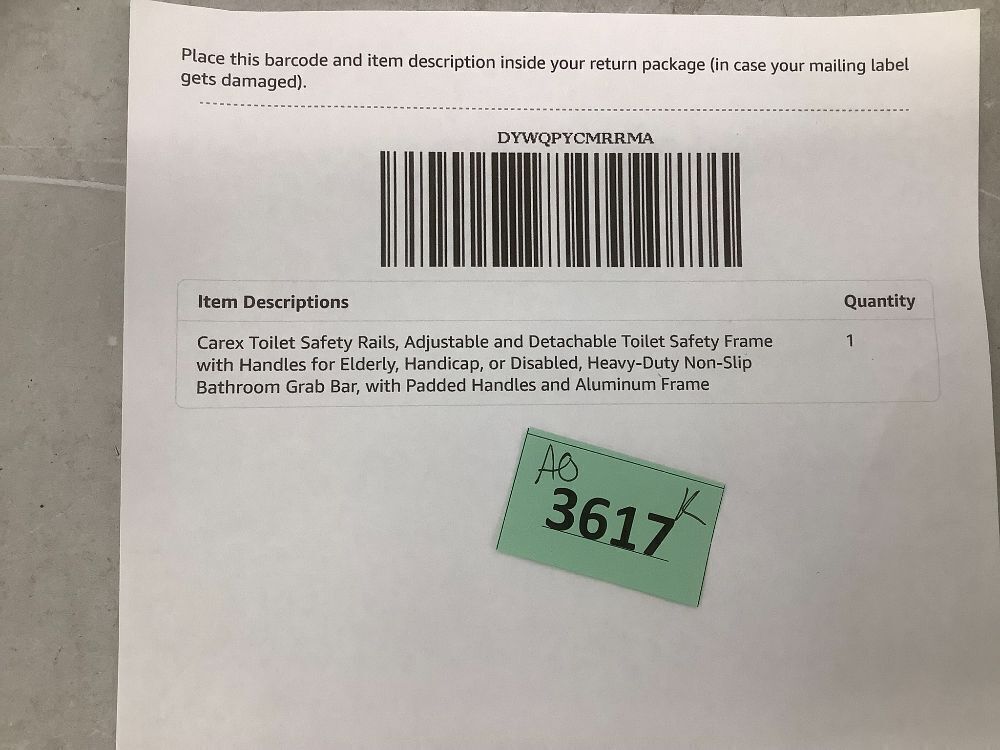 Place this barcode and item description inside your return package (in case your mailing label
gets damaged).
DYWQPYCMRRMA
Item Descriptions Quantity
Carex Toilet Safety Rails, Adjustable and Detachable Toilet Safety Frame 1
with Handles for Elderly, Handicap, or Disabled, Heavy-Duty Non-Slip
Bathroom Grab Bar, with Padded Handles and Aluminum Frame
K
3617